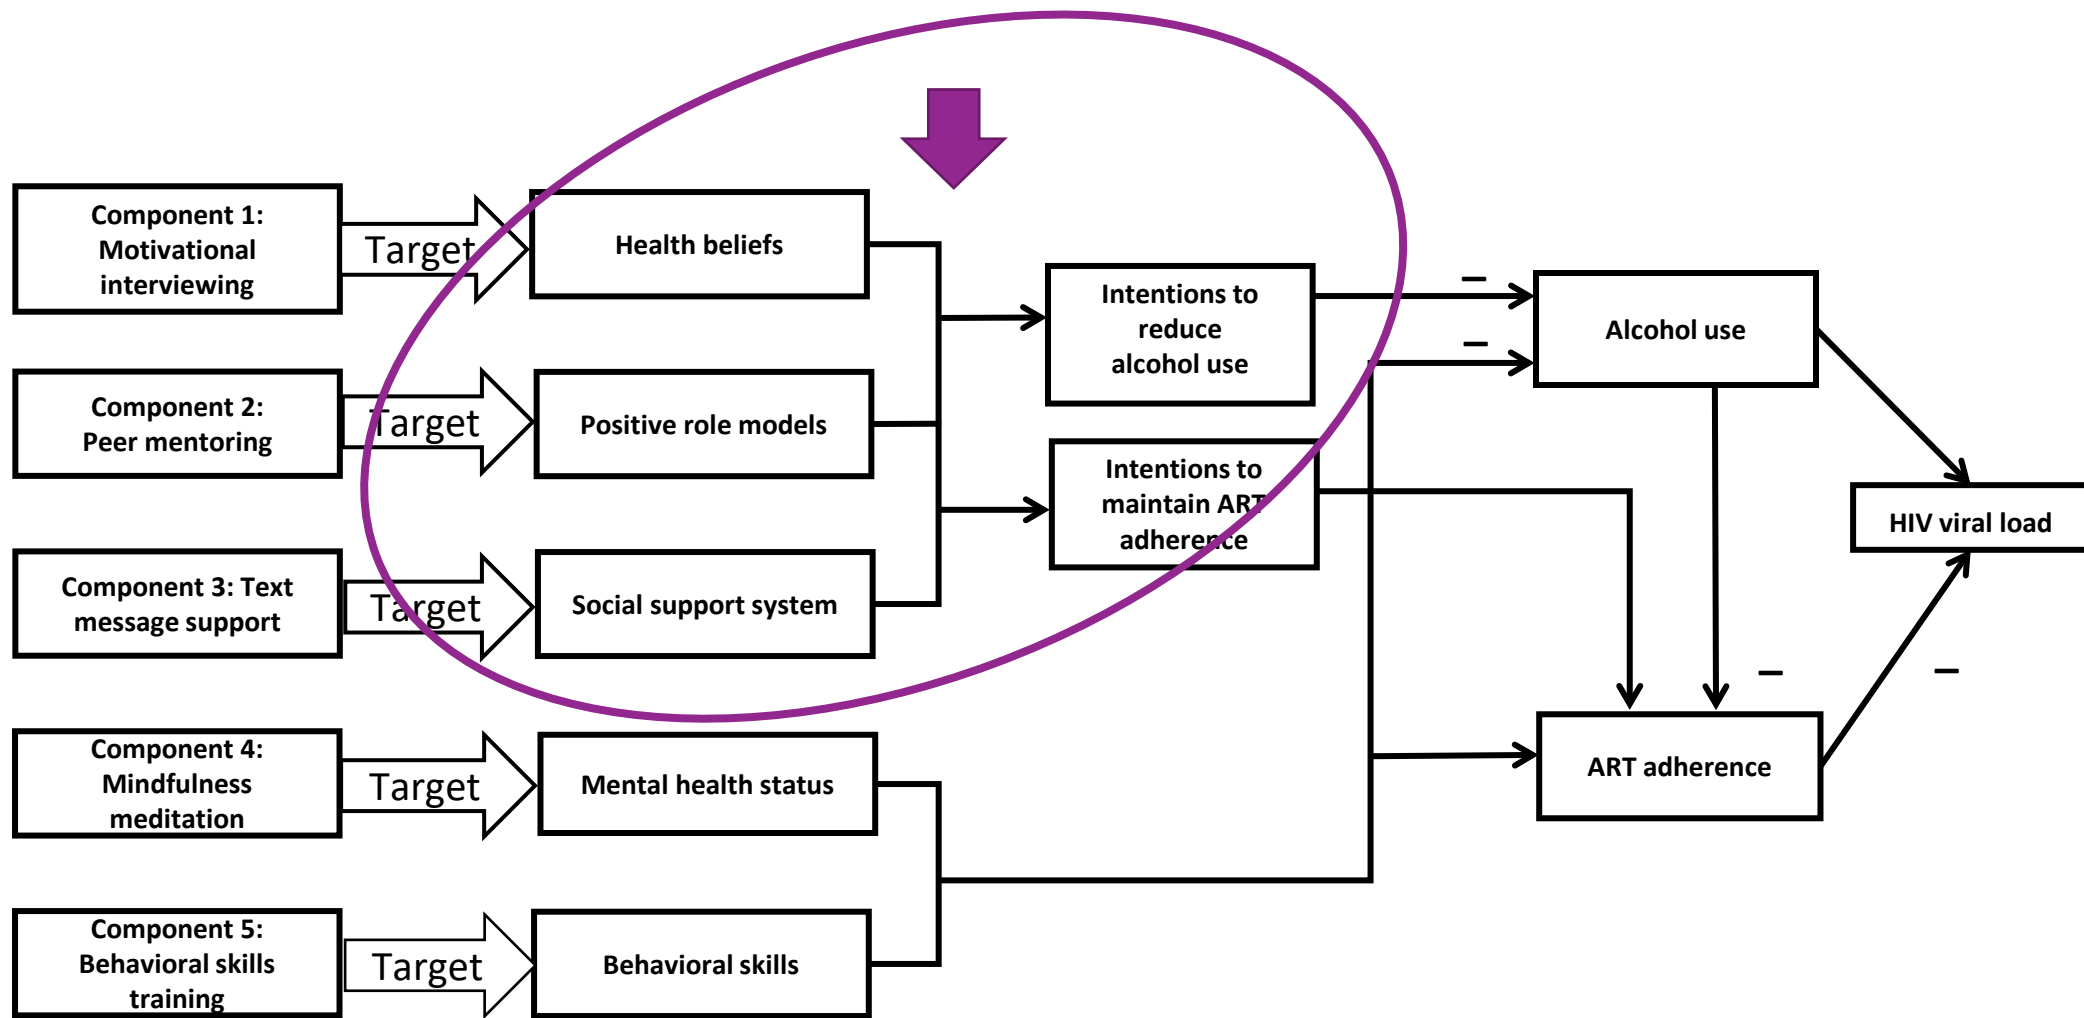 Component 1:
Motivational
interviewing
Target
Health beliefs
Component 2:
Peer mentoring
Target
Positive role models
Component 3: Text
message support
Target
Social support system
Component 4:
Mindfulness
meditation
Target
Mental health status
Component 5:
Behavioral skills
training
Target
Behavioral skills
Intentions to
reduce
alcohol use
Intentions to
maintain ART
adherence
–
–
Alcohol use
–
ART adherence
–
HIV viral load